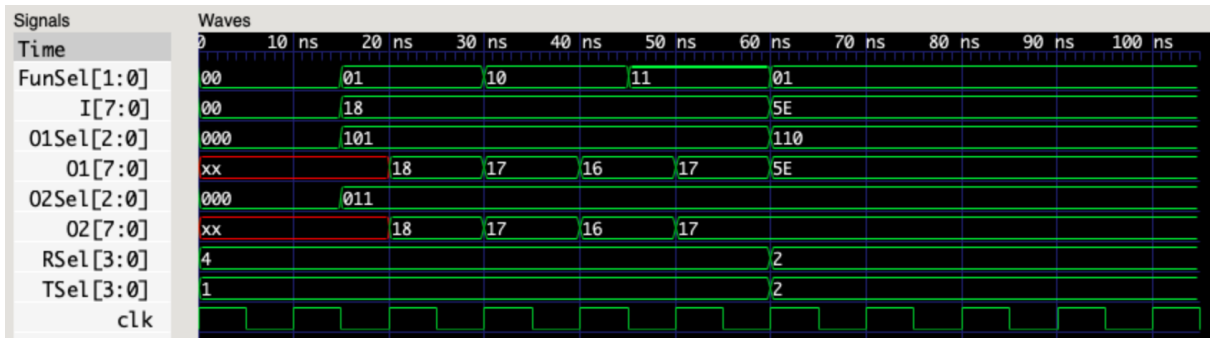 Signals Waves
Time 0 10 ns 20 ns 30 ns 40 ns 50 ns 60 ns 70 ns 80 ns 90 ns 100 ns
FunSel[1:0] 00 01 10 11 01
I[7:0] 00 18 5E
O1Sel[2:0] 000 101 110
O1[7:0] xx 18 17 16 17 5E
O2Sel[2:0] 000 011
O2[7:0] xx 18 17 16 17
RSel[3:0] 4 2
TSel[3:0] 1 2
clk